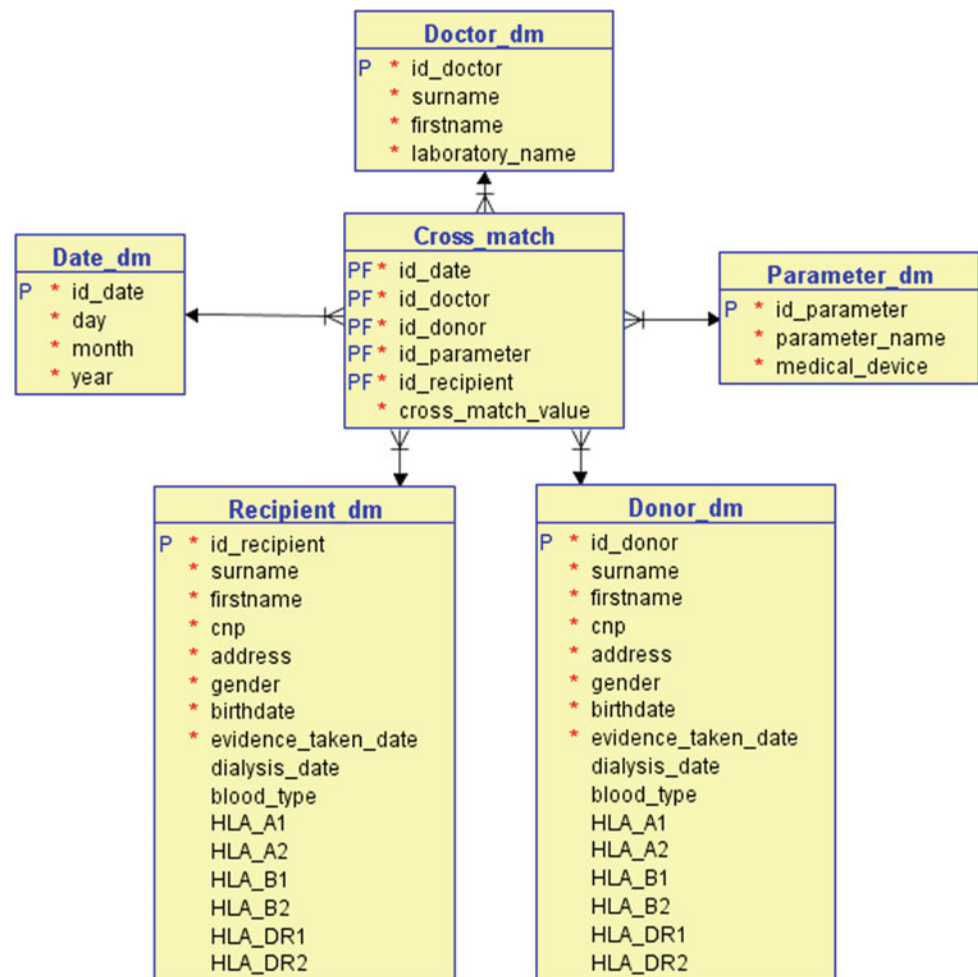 Doctor_dm
P * id_doctor
* surname
* firstname
* laboratory_name
Date_dm
P * id_date
* day
* month
* year
Cross_match
PF * id_date
PF * id_doctor
PF * id_donor
PF * id_parameter
PF * id_recipient
* cross_match_value
Parameter_dm
P * id_parameter
* parameter_name
* medical_device
Recipient_dm
P * id_recipient
* surname
* firstname
* cnp
* address
* gender
* birthdate
* evidence_taken_date
dialysis_date
blood_type
HLA_A1
HLA_A2
HLA_B1
HLA_B2
HLA_DR1
HLA_DR2
Donor_dm
P * id_donor
* surname
* firstname
* cnp
* address
* gender
* birthdate
* evidence_taken_date
dialysis_date
blood_type
HLA_A1
HLA_A2
HLA_B1
HLA_B2
HLA_DR1
HLA_DR2